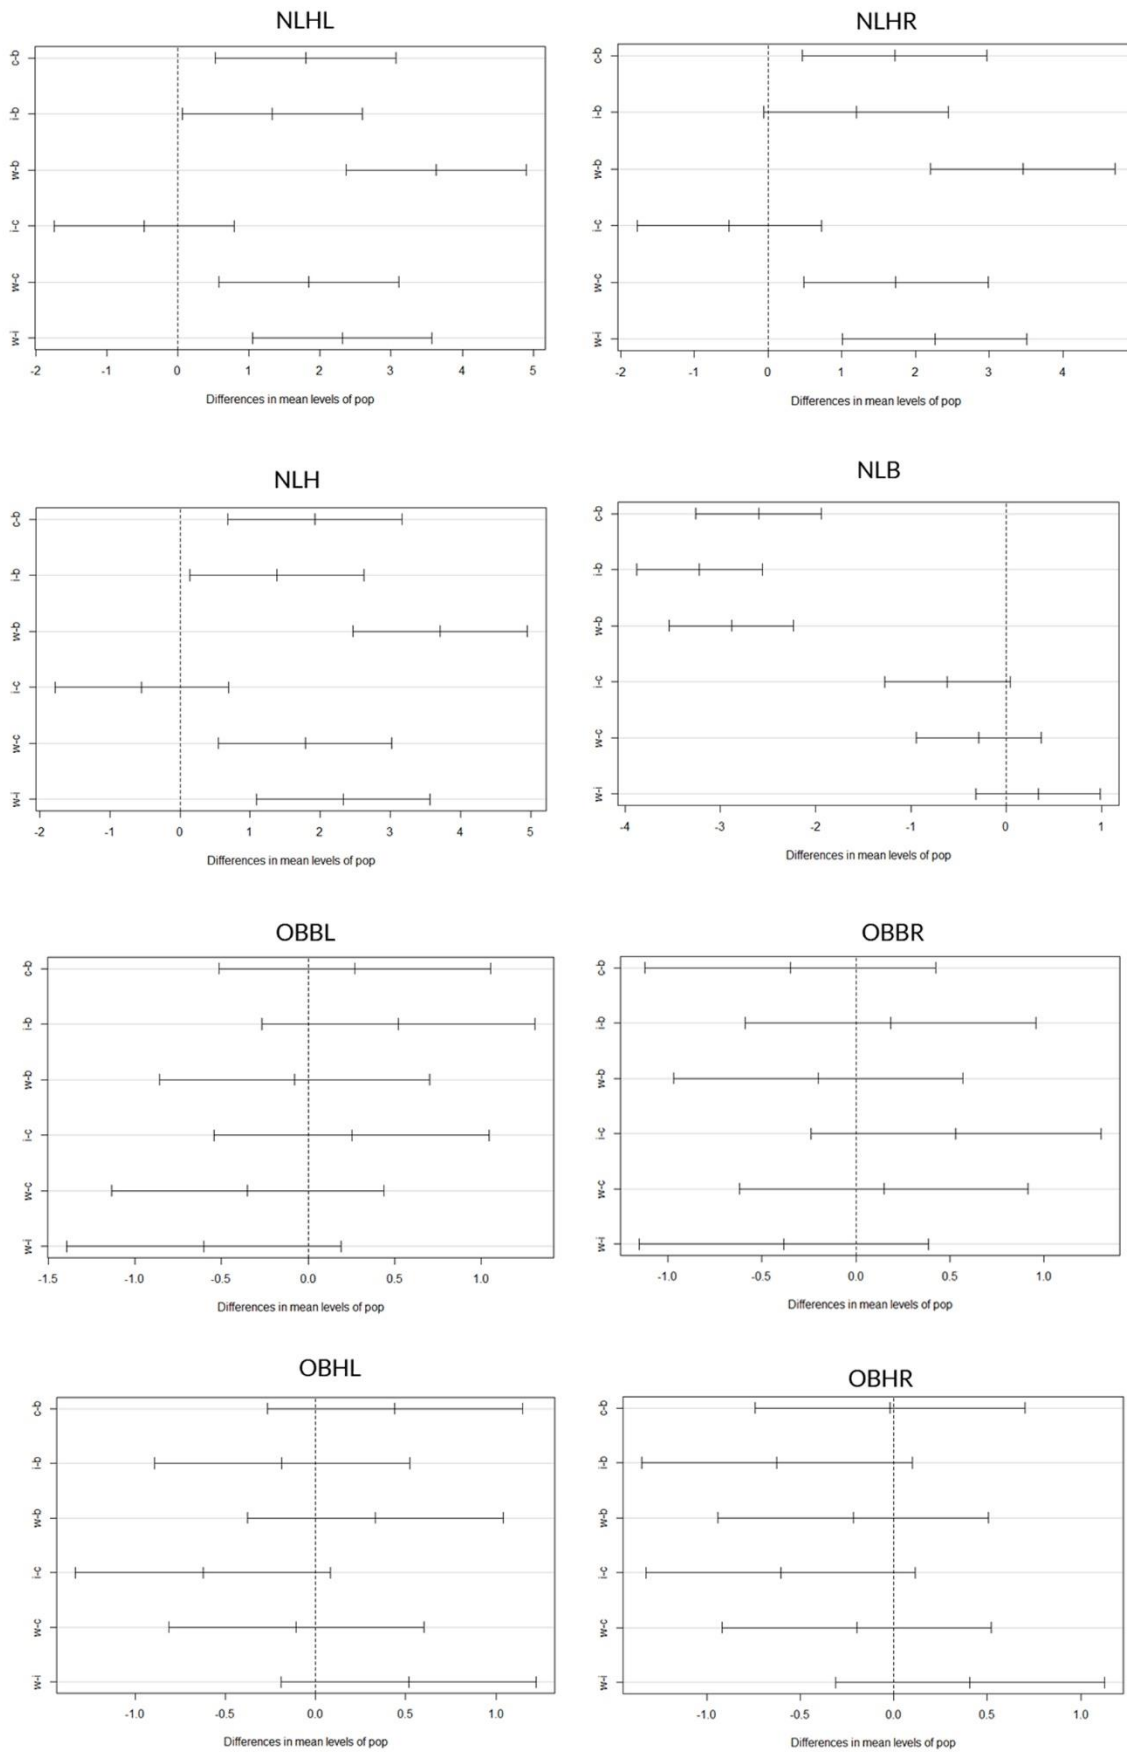 NLHL
c-b
i-b
w-b
i-c
w-c
w-i
-2 -1 0 1 2 3 4 5
Differences in mean levels of pop
NLHR
c-b
i-b
w-b
i-c
w-c
w-i
-2 -1 0 1 2 3 4
Differences in mean levels of pop
NLH
c-b
i-b
w-b
i-c
w-c
w-i
-2 -1 0 1 2 3 4 5
Differences in mean levels of pop
NLB
c-b
i-b
w-b
i-c
w-c
w-i
-4 -3 -2 -1 0 1
Differences in mean levels of pop
OBBL
c-b
i-b
w-b
i-c
w-c
w-i
-1.5 -1.0 -0.5 0.0 0.5 1.0
Differences in mean levels of pop
OBBR
c-b
i-b
w-b
i-c
w-c
w-i
-1.0 -0.5 0.0 0.5 1.0
Differences in mean levels of pop
OBHL
c-b
i-b
w-b
i-c
w-c
w-i
-1.0 -0.5 0.0 0.5 1.0
Differences in mean levels of pop
OBHR
c-b
i-b
w-b
i-c
w-c
w-i
-1.0 -0.5 0.0 0.5 1.0
Differences in mean levels of pop